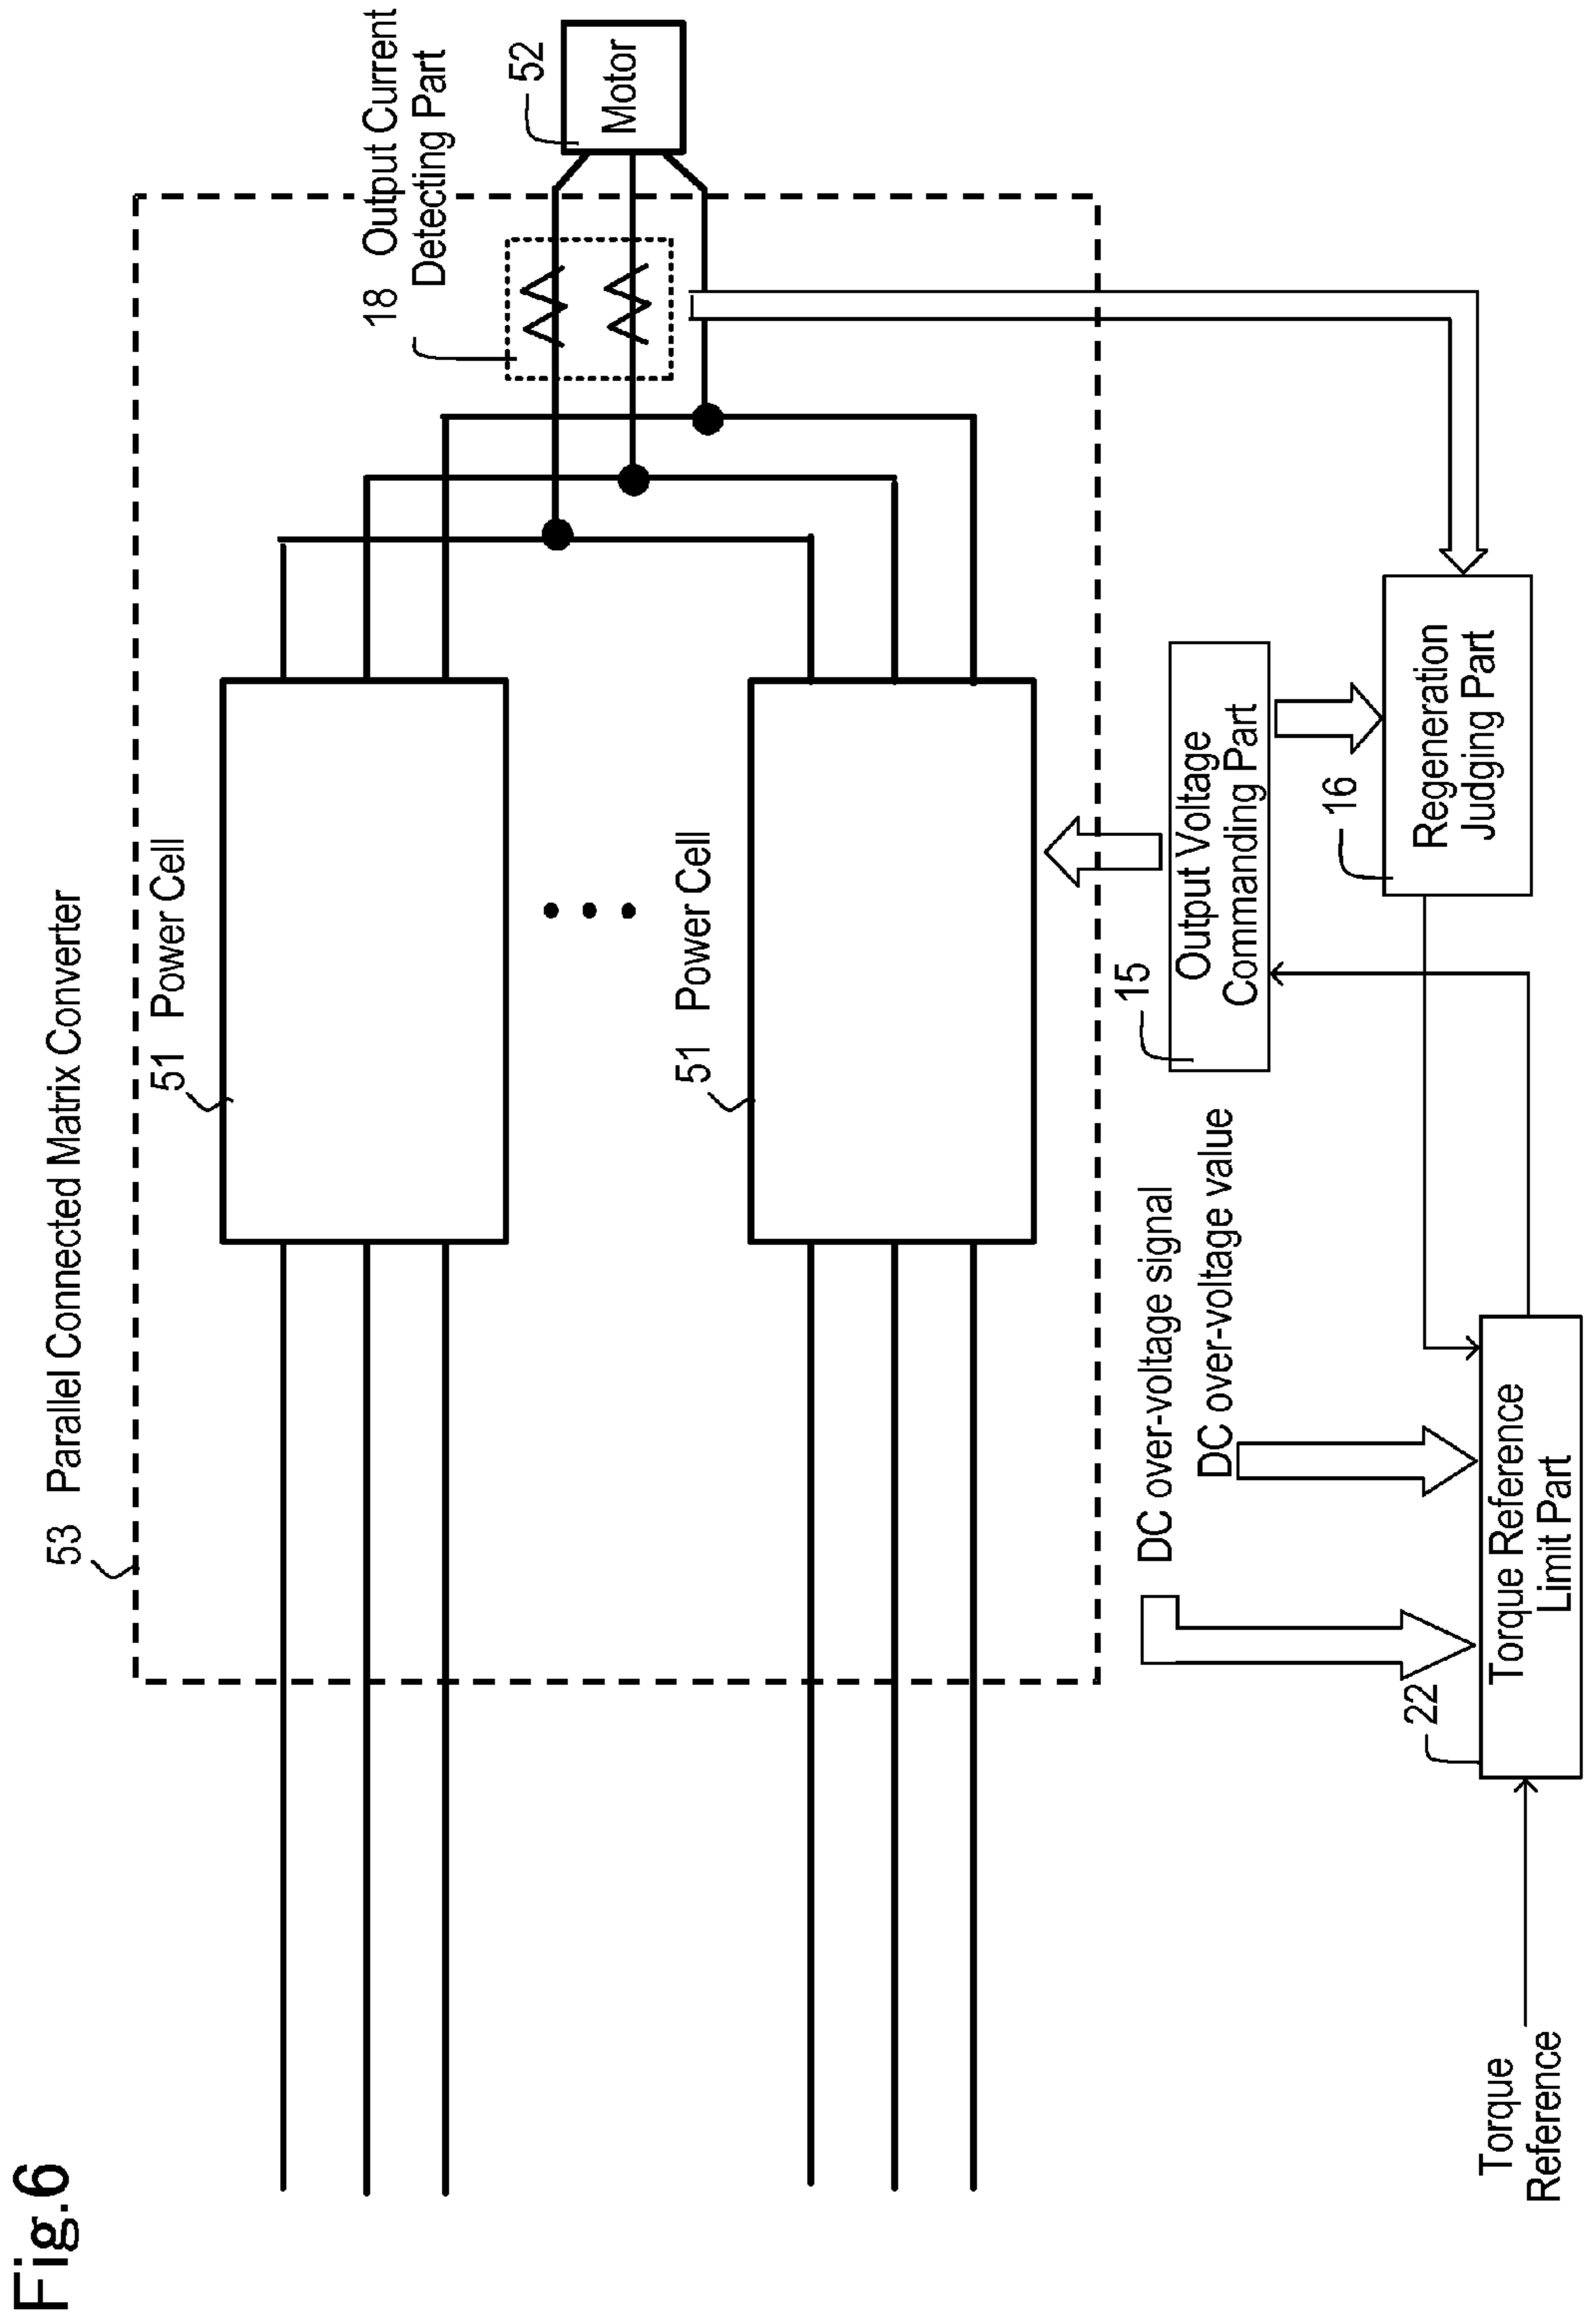 Fig.6
53 Parallel Connected Matrix Converter
51 Power Cell
18 Output Current
Detecting Part
52
Motor
51 Power Cell
DC over-voltage signal
DC over-voltage value
15
Output Voltage
Commanding Part
16
Regeneration
Judging Part
22
Torque Reference
Limit Part
Torque
Reference